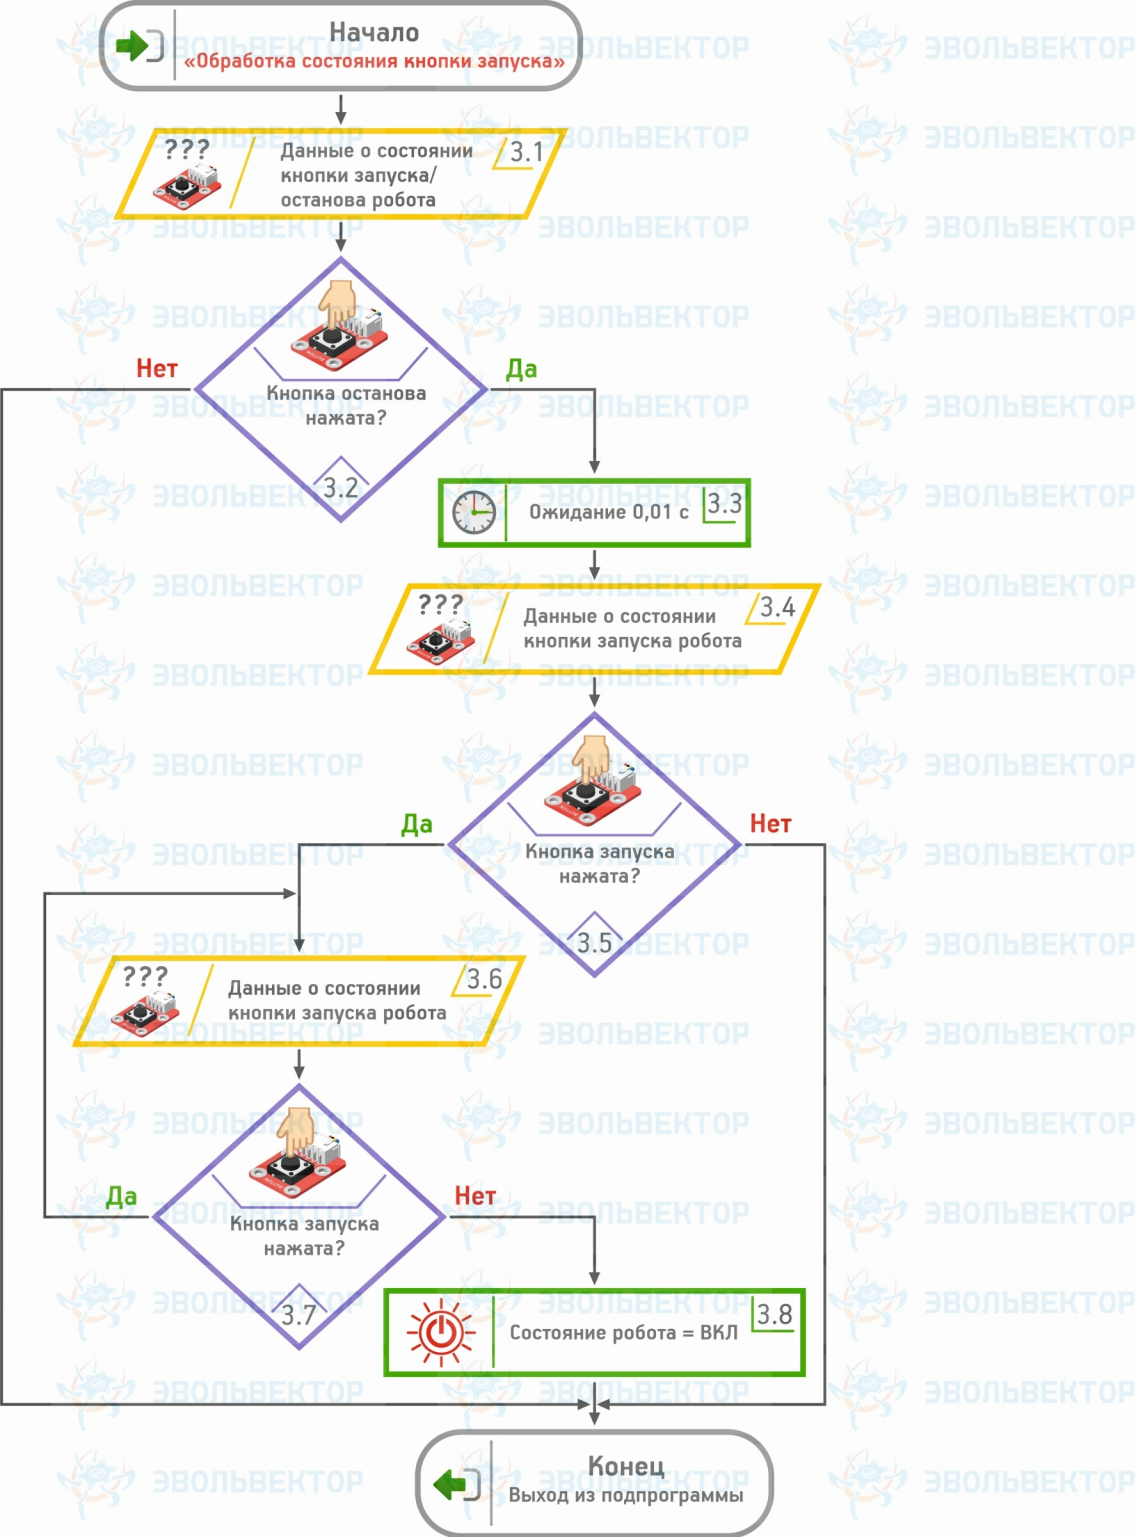 Начало
«Обработка состояния кнопки запуска»
???
Данные о состоянии
кнопки запуска/
останова робота
3.1
Кнопка останова
нажата?
3.2
Нет
Да
Ожидание 0,01 с
3.3
???
Данные о состоянии
кнопки запуска робота
3.4
Кнопка запуска
нажата?
3.5
Да
Нет
???
Данные о состоянии
кнопки запуска робота
3.6
Кнопка запуска
нажата?
3.7
Да
Нет
Состояние робота = ВКЛ
3.8
Конец
Выход из подпрограммы
ЭВОЛЬВЕКТОР